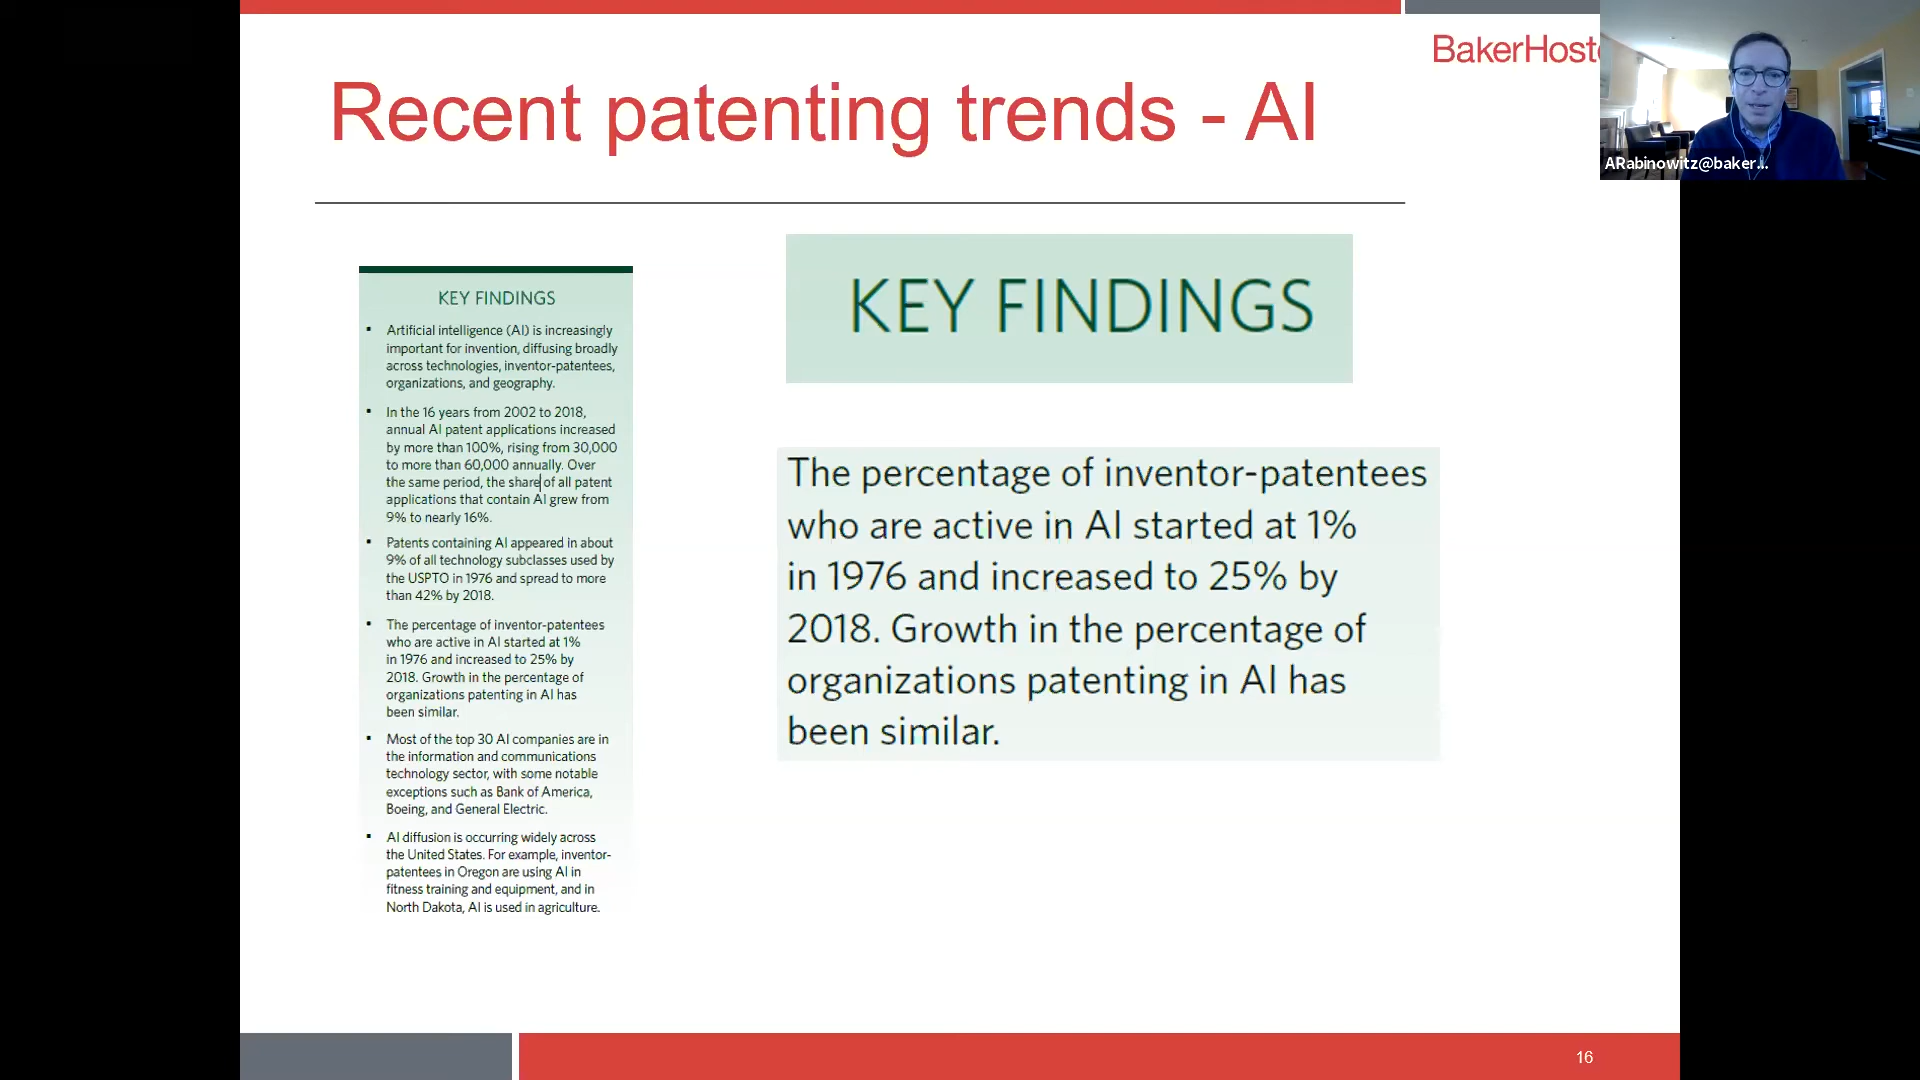 BakerHost
Recent patenting trends - AI
ARabinowitz@baker...
KEY FINDINGS
▪ Artificial intelligence (AI) is increasingly
important for invention, diffusing broadly
across technologies, inventor-patentees,
organizations, and geography.
▪ In the 16 years from 2002 to 2018,
annual AI patent applications increased
by more than 100%, rising from 30,000
to more than 60,000 annually. Over
the same period, the share of all patent
applications that contain AI grew from
9% to nearly 16%.
▪ Patents containing AI appeared in about
9% of all technology subclasses used by
the USPTO in 1976 and spread to more
than 42% by 2018.
▪ The percentage of inventor-patentees
who are active in AI started at 1%
in 1976 and increased to 25% by
2018. Growth in the percentage of
organizations patenting in AI has
been similar.
▪ Most of the top 30 AI companies are in
the information and communications
technology sector, with some notable
exceptions such as Bank of America,
Boeing, and General Electric.
▪ AI diffusion is occurring widely across
the United States. For example, inventor-
patentees in Oregon are using AI in
fitness training and equipment, and in
North Dakota, AI is used in agriculture.
KEY FINDINGS
The percentage of inventor-patentees
who are active in AI started at 1%
in 1976 and increased to 25% by
2018. Growth in the percentage of
organizations patenting in AI has
been similar.
16